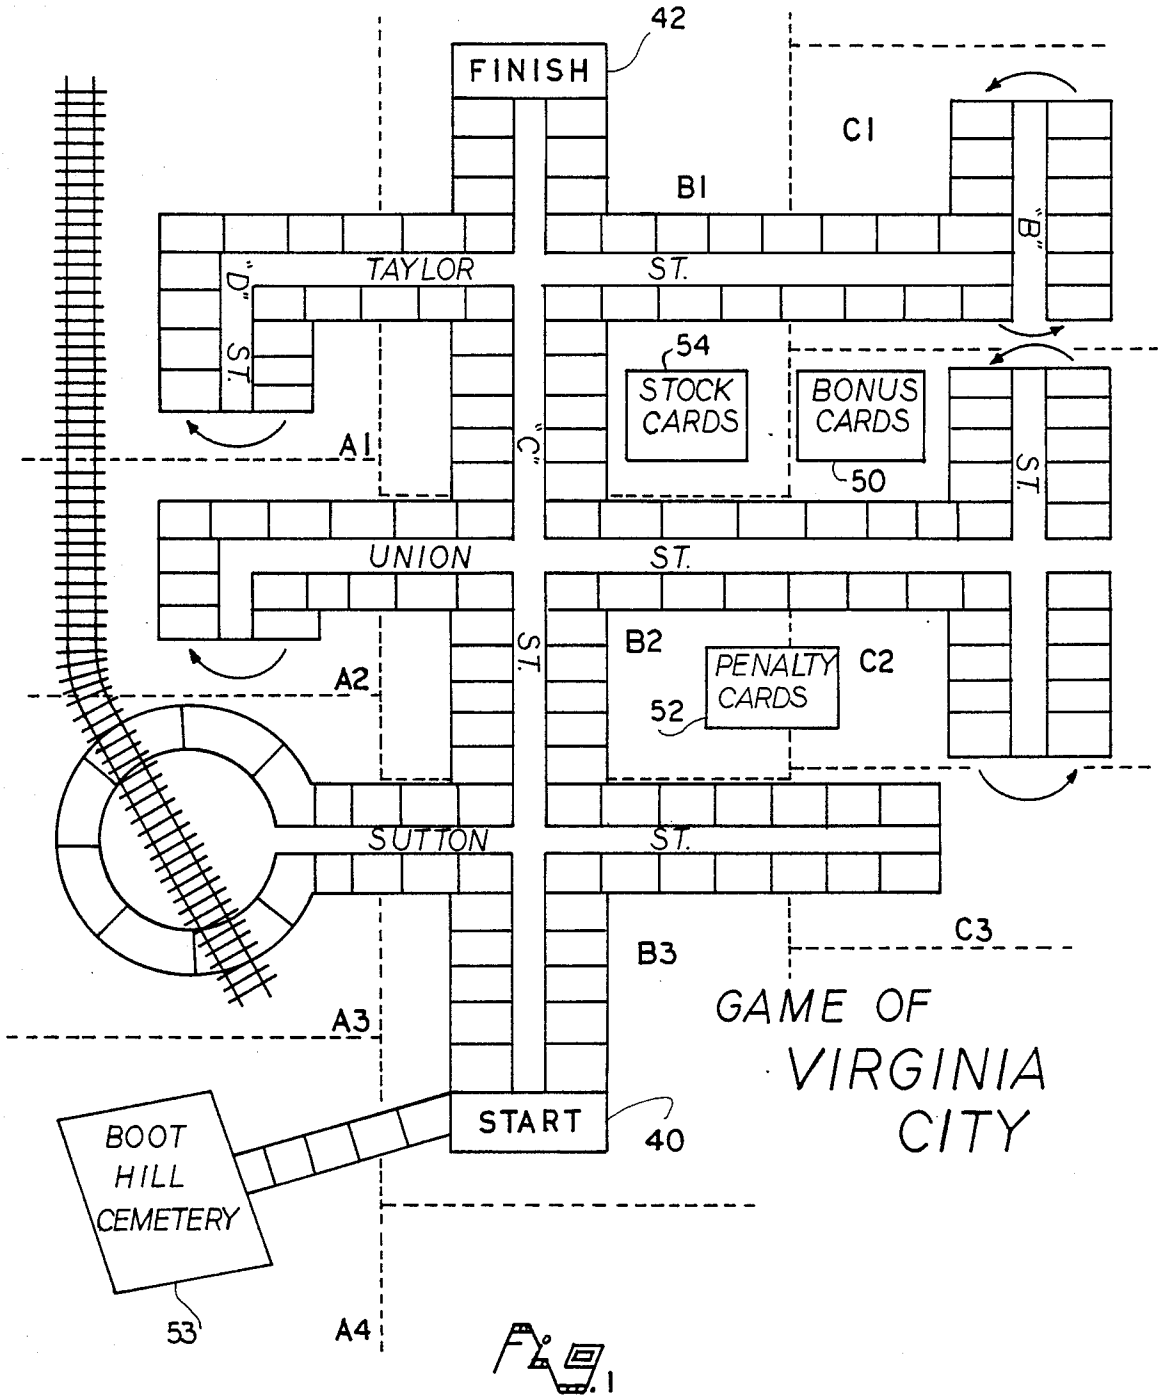 42
FINISH
C1
B1
"B"
TAYLOR ST.
"D"
ST.
54
STOCK
CARDS
BONUS
CARDS
50
A1
"C"
ST.
UNION ST.
ST.
B2
PENALTY
CARDS
C2
A2
52
SUTTON ST.
C3
B3
A3
GAME OF
VIRGINIA
CITY
START
40
BOOT
HILL
CEMETERY
53
A4
Fig.1